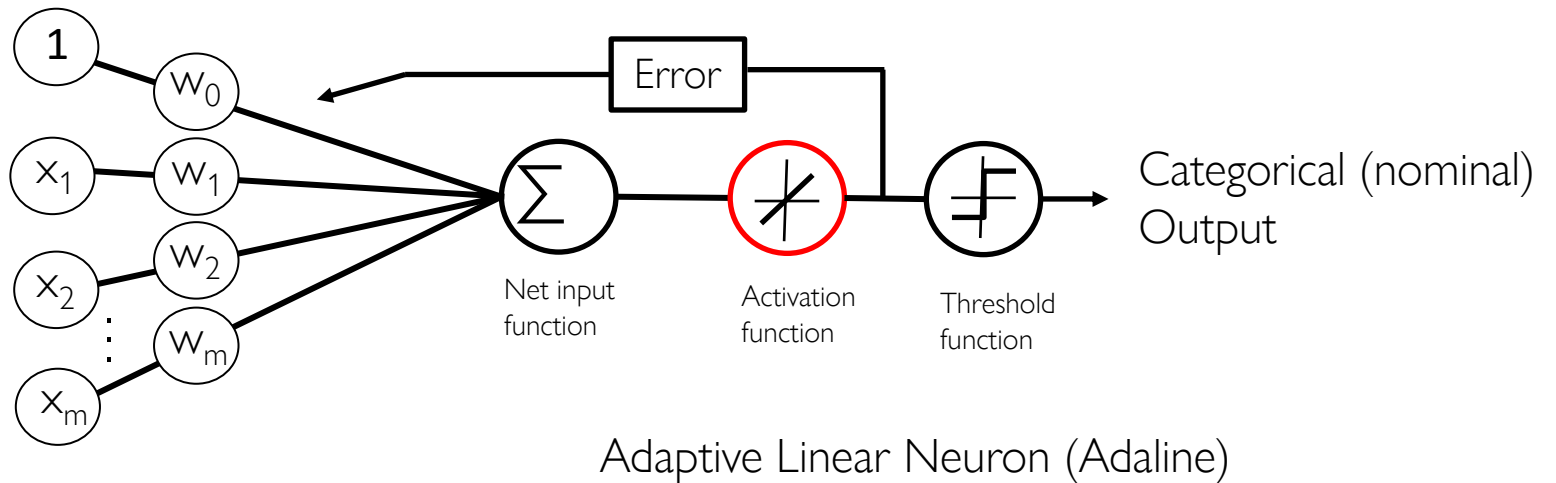 1
w0
Error
x1
w1
Σ
Categorical (nominal)
Output
x2
w2
Net input
function
Activation
function
Threshold
function
wm
xm
Adaptive Linear Neuron (Adaline)